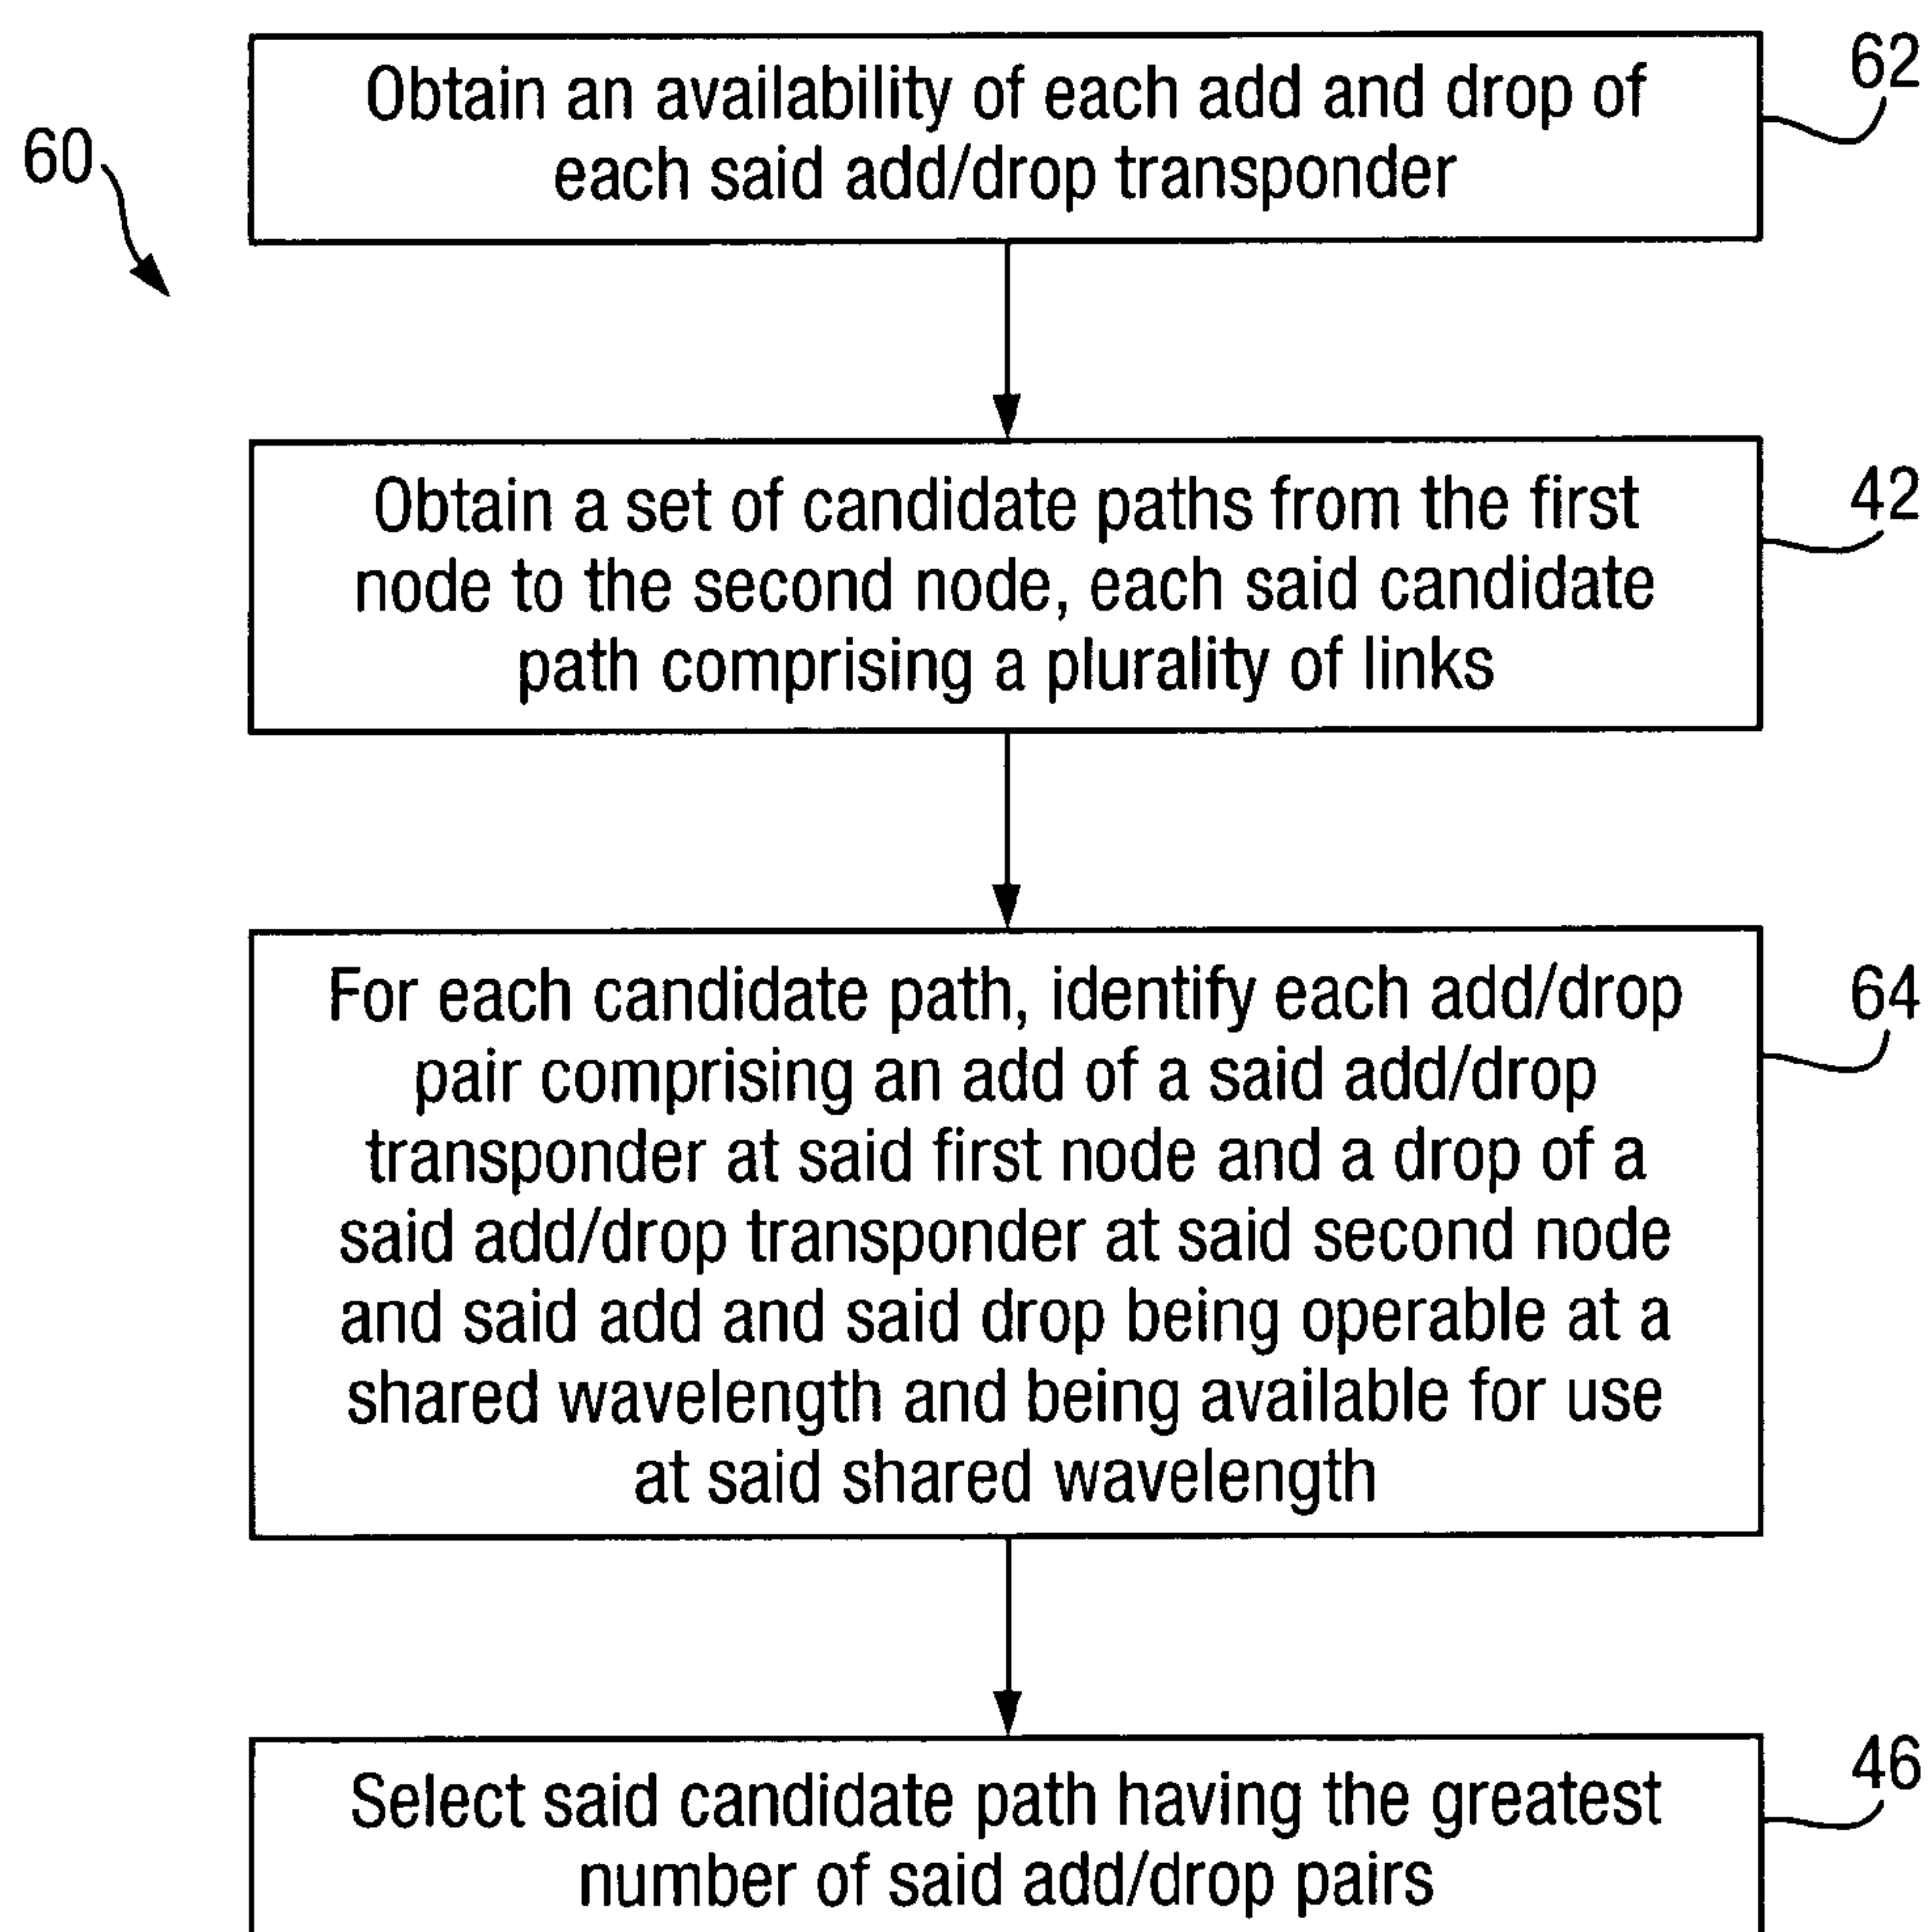 62
Obtain an availability of each add and drop of
each said add/drop transponder
60
42
Obtain a set of candidate paths from the first
node to the second node, each said candidate
path comprising a plurality of links
64
For each candidate path, identify each add/drop
pair comprising an add of a said add/drop
transponder at said first node and a drop of a
said add/drop transponder at said second node
and said add and said drop being operable at a
shared wavelength and being available for use
at said shared wavelength
46
Select said candidate path having the greatest
number of said add/drop pairs